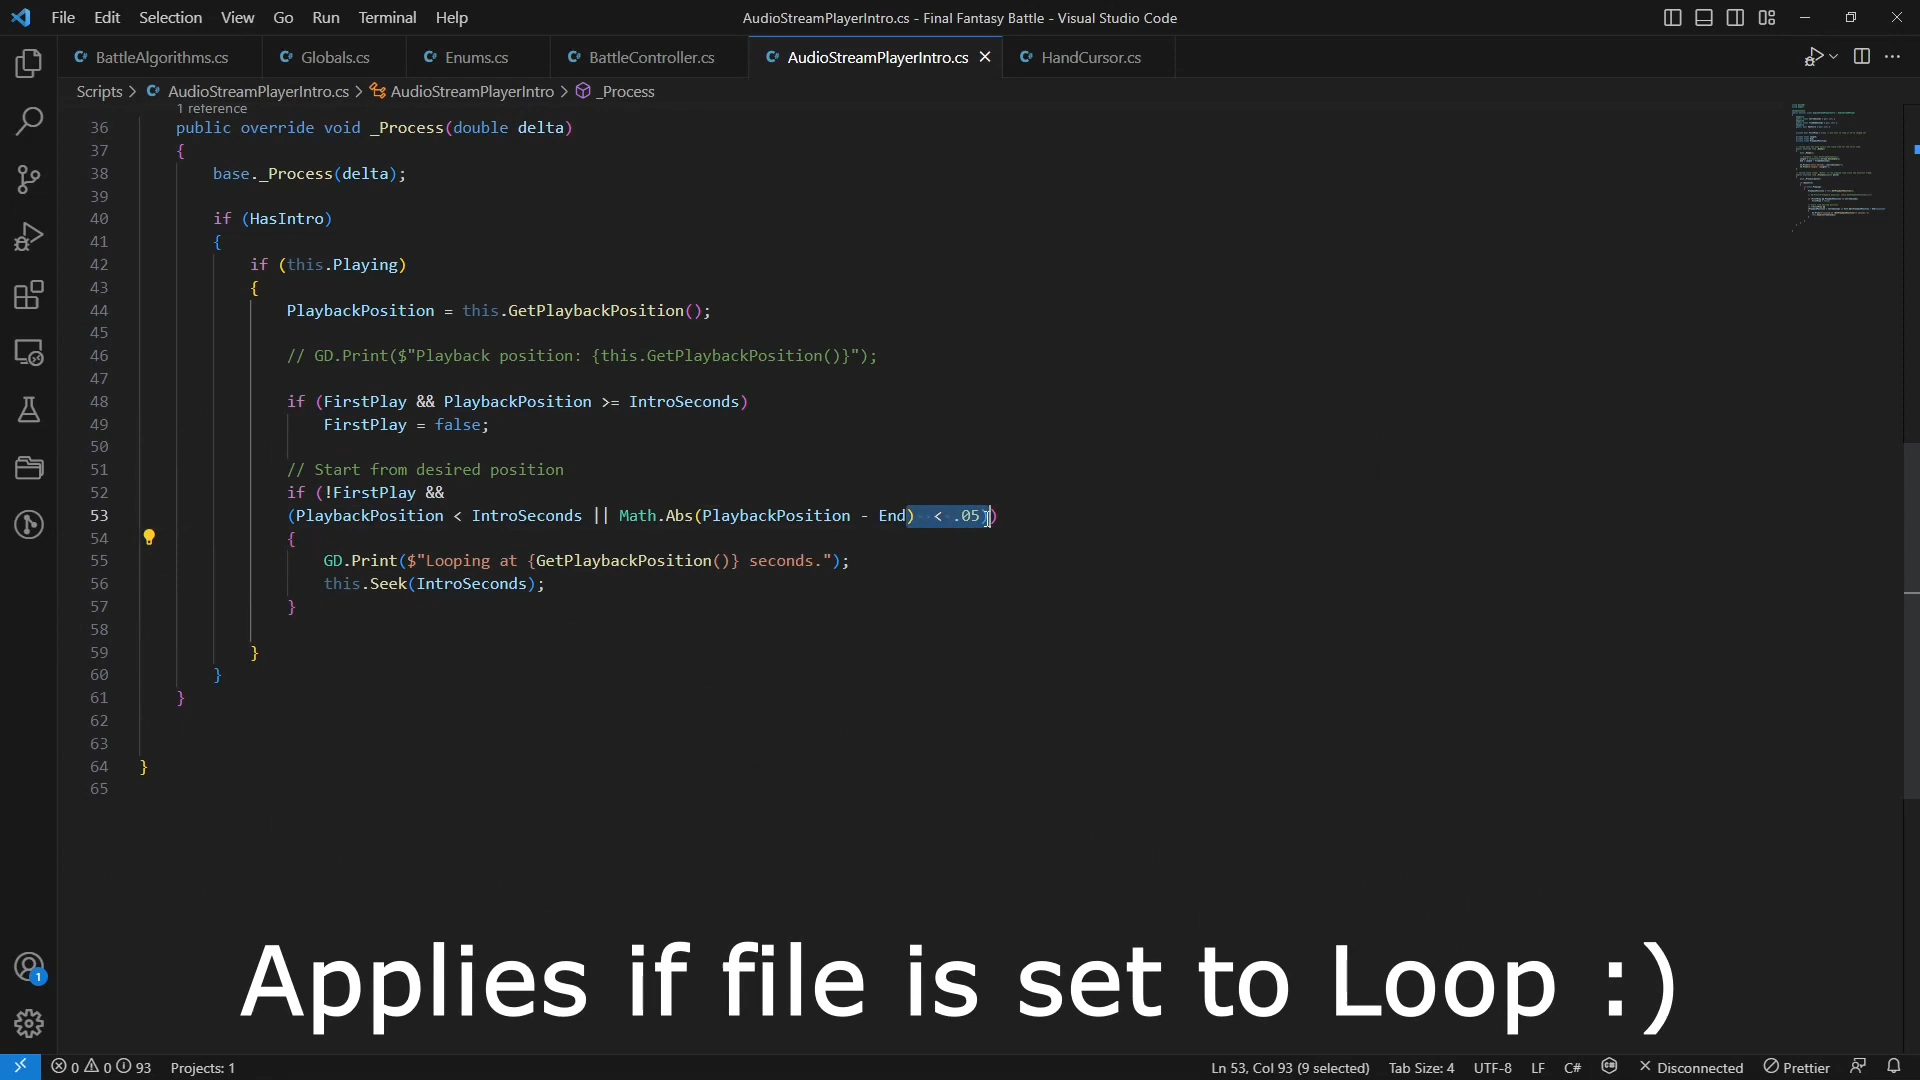 File Edit Selection View Go Run Terminal Help AudioStreamPlayerIntro.cs - Final Fantasy Battle - Visual Studio Code
BattleAlgorithms.cs Globals.cs Enums.cs BattleController.cs AudioStreamPlayerIntro.cs HandCursor.cs
Scripts > AudioStreamPlayerIntro.cs > AudioStreamPlayerIntro > _Process
1 reference
36 public override void _Process(double delta)
37 {
38 base._Process(delta);
39
40 if (HasIntro)
41 {
42 if (this.Playing)
43 {
44 PlaybackPosition = this.GetPlaybackPosition();
45
46 // GD.Print($"Playback position: {this.GetPlaybackPosition()}");
47
48 if (FirstPlay && PlaybackPosition >= IntroSeconds)
49 FirstPlay = false;
50
51 // Start from desired position
52 if (!FirstPlay &&
53 (PlaybackPosition < IntroSeconds || Math.Abs(PlaybackPosition - End)  < .05))
54 {
55 GD.Print($"Looping at {GetPlaybackPosition()} seconds.");
56 this.Seek(IntroSeconds);
57 }
58
59 }
60 }
61 }
62
63
64 }
65
Applies if file is set to Loop :)
1
0 0 93 Projects: 1 Ln 53, Col 93 (9 selected) Tab Size: 4 UTF-8 LF C# Disconnected Prettier